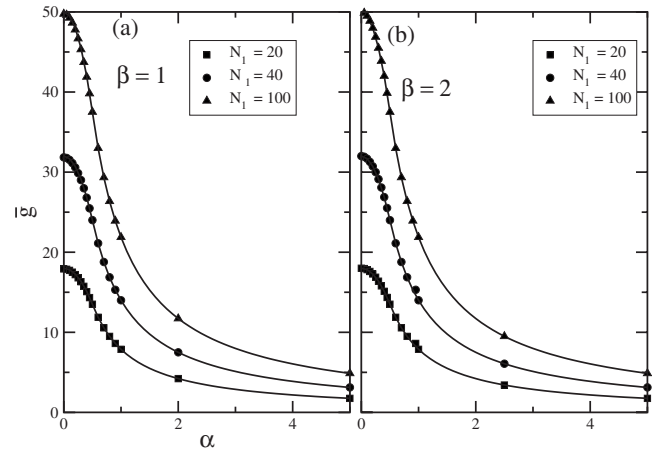 50
(a)
(b)
N₁ = 20
N₁ = 40
N₁ = 100
N₁ = 20
N₁ = 40
N₁ = 100
β = 1
β = 2
40
30
20
10
0
g̅
0 2 4 0 2 4
α α